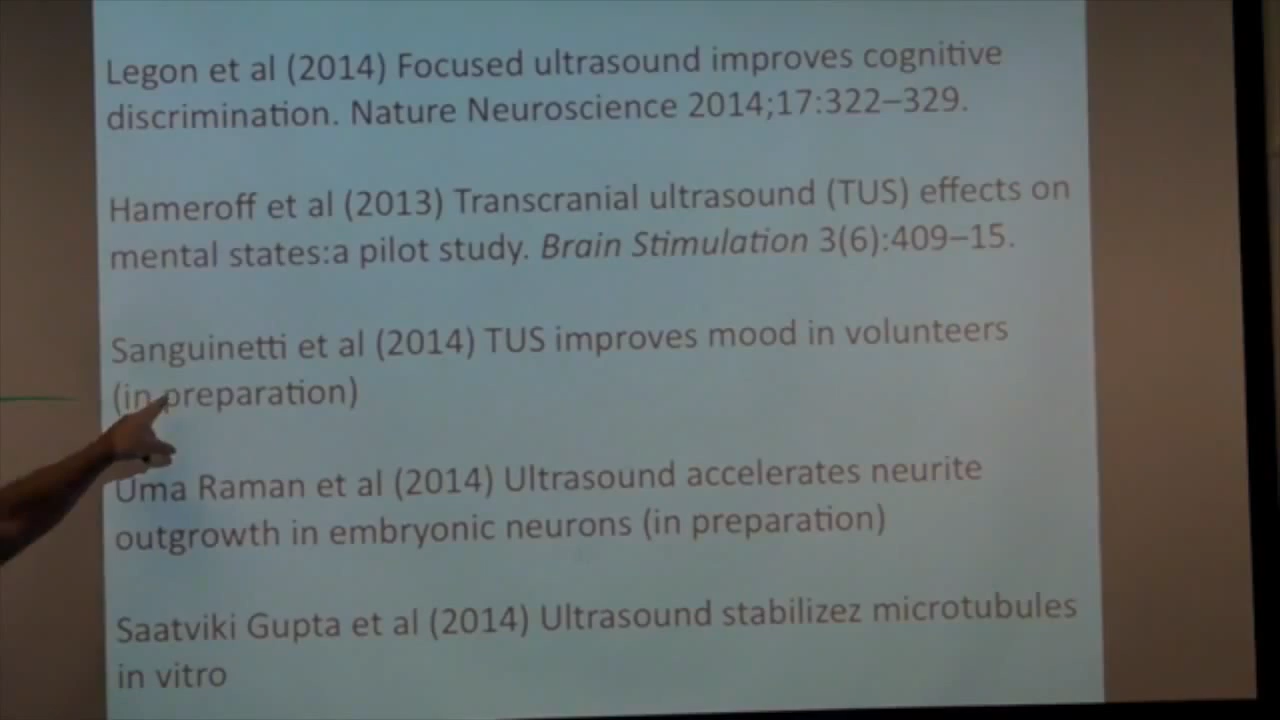 Legon et al (2014) Focused ultrasound improves cognitive
discrimination. Nature Neuroscience 2014;17:322–329.
Hameroff et al (2013) Transcranial ultrasound (TUS) effects on
mental states:a pilot study. Brain Stimulation 3(6):409–15.
Sanguinetti et al (2014) TUS improves mood in volunteers
(in preparation)
Uma Raman et al (2014) Ultrasound accelerates neurite
outgrowth in embryonic neurons (in preparation)
Saatviki Gupta et al (2014) Ultrasound stabilizez microtubules
in vitro